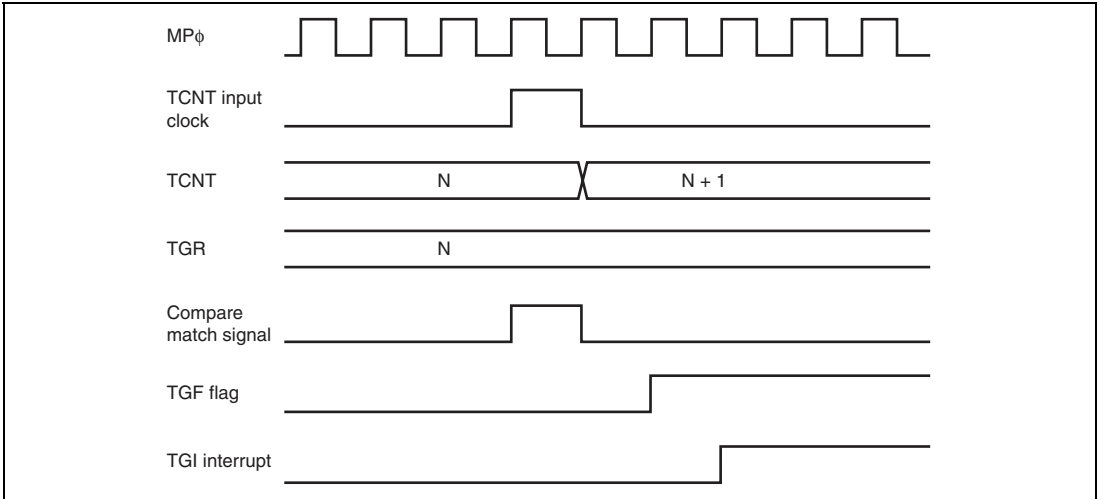 MPϕ
TCNT input
clock
TCNT
N
N + 1
TGR
N
Compare
match signal
TGF flag
TGI interrupt